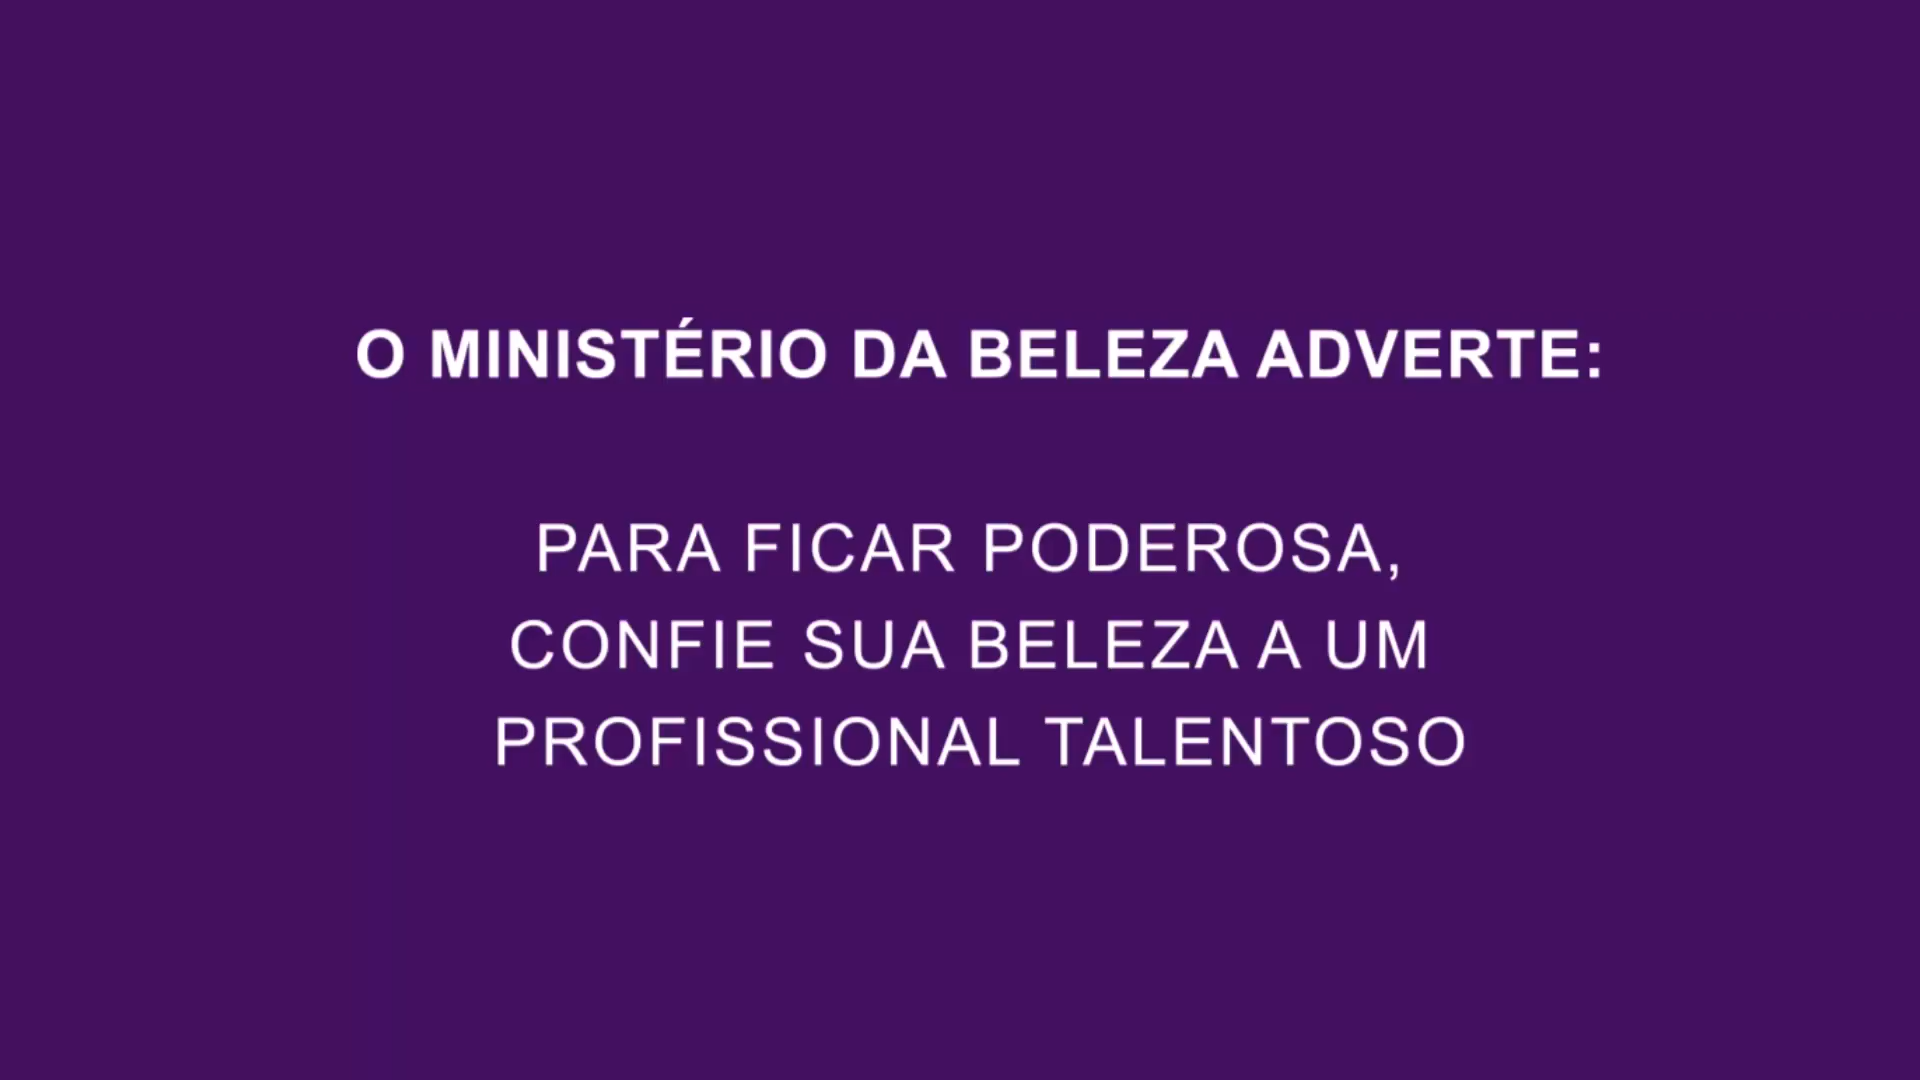 O MINISTÉRIO DA BELEZA ADVERTE:
PARA FICAR PODEROSA,
CONFIE SUA BELEZA A UM
PROFISSIONAL TALENTOSO